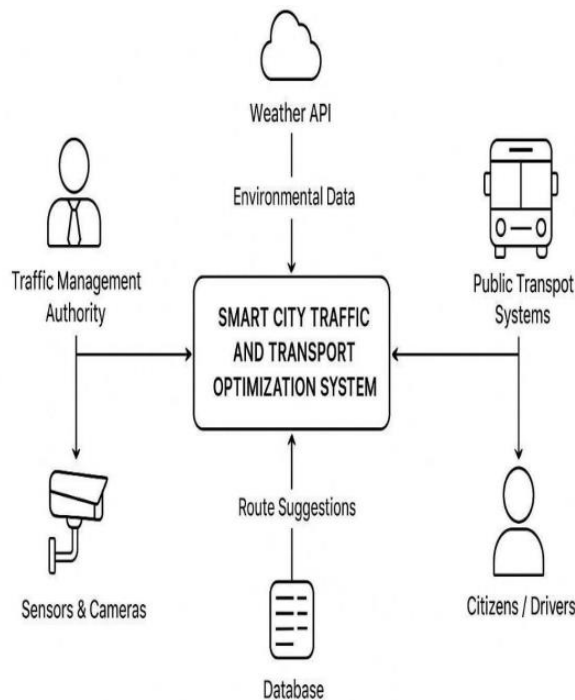 Weather API
Environmental Data
Traffic Management
Authority
Public Transpot
Systems
SMART CITY TRAFFIC
AND TRANSPORT
OPTIMIZATION SYSTEM
Route Suggestions
Sensors & Cameras
Citizens / Drivers
Database